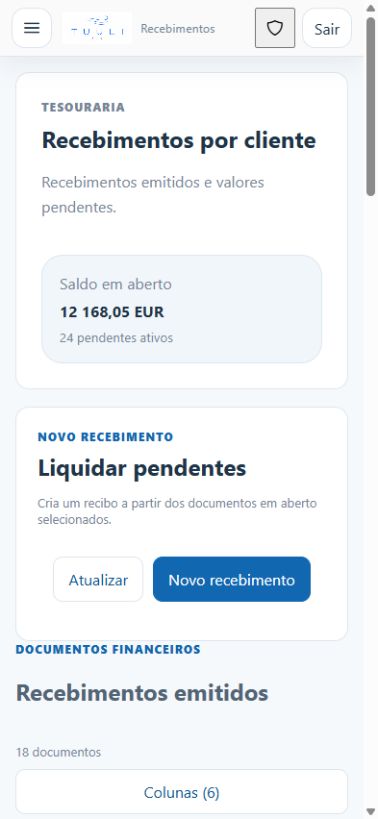 Recebimentos
Sair
TESOURARIA
Recebimentos por cliente
Recebimentos emitidos e valores
pendentes.
Saldo em aberto
12 168,05 EUR
24 pendentes ativos
NOVO RECEBIMENTO
Liquidar pendentes
Cria um recibo a partir dos documentos em aberto
selecionados.
Atualizar
Novo recebimento
DOCUMENTOS FINANCEIROS
Recebimentos emitidos
18 documentos
Colunas (6)